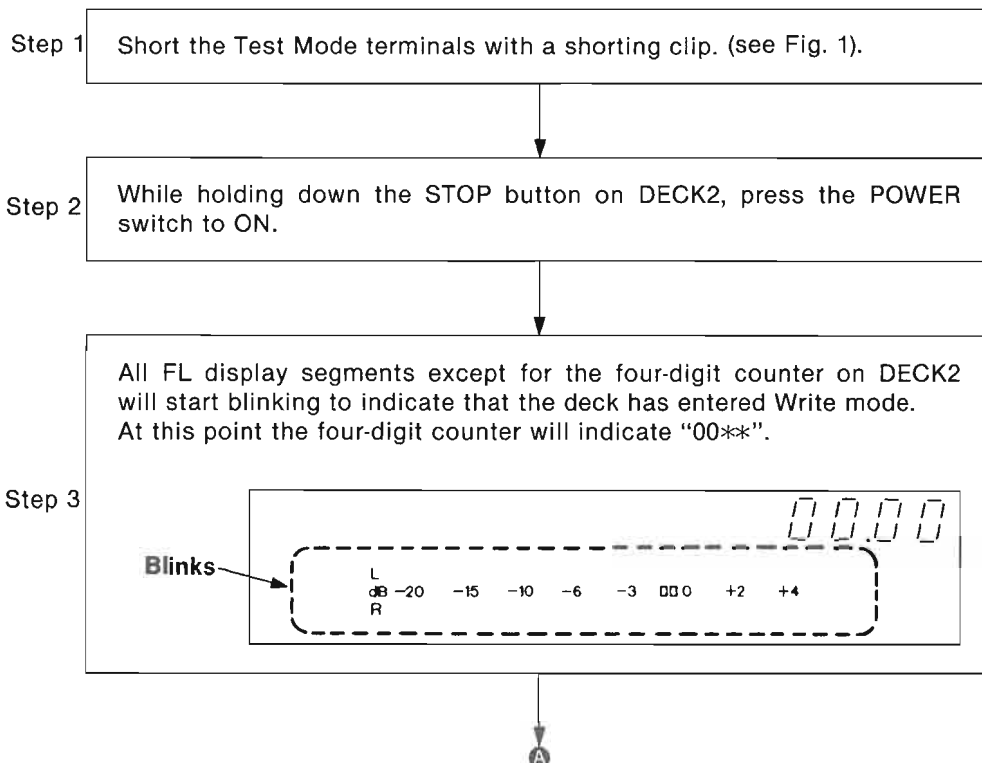 Step 1
Short the Test Mode terminals with a shorting clip. (see Fig. 1).
Step 2
While holding down the STOP button on DECK2, press the POWER
switch to ON.
Step 3
All FL display segments except for the four-digit counter on DECK2
will start blinking to indicate that the deck has entered Write mode.
At this point the four-digit counter will indicate “00**”.
00.00
Blinks
L
dB -20 -15 -10 -6 -3 0 +2 +4
R
A